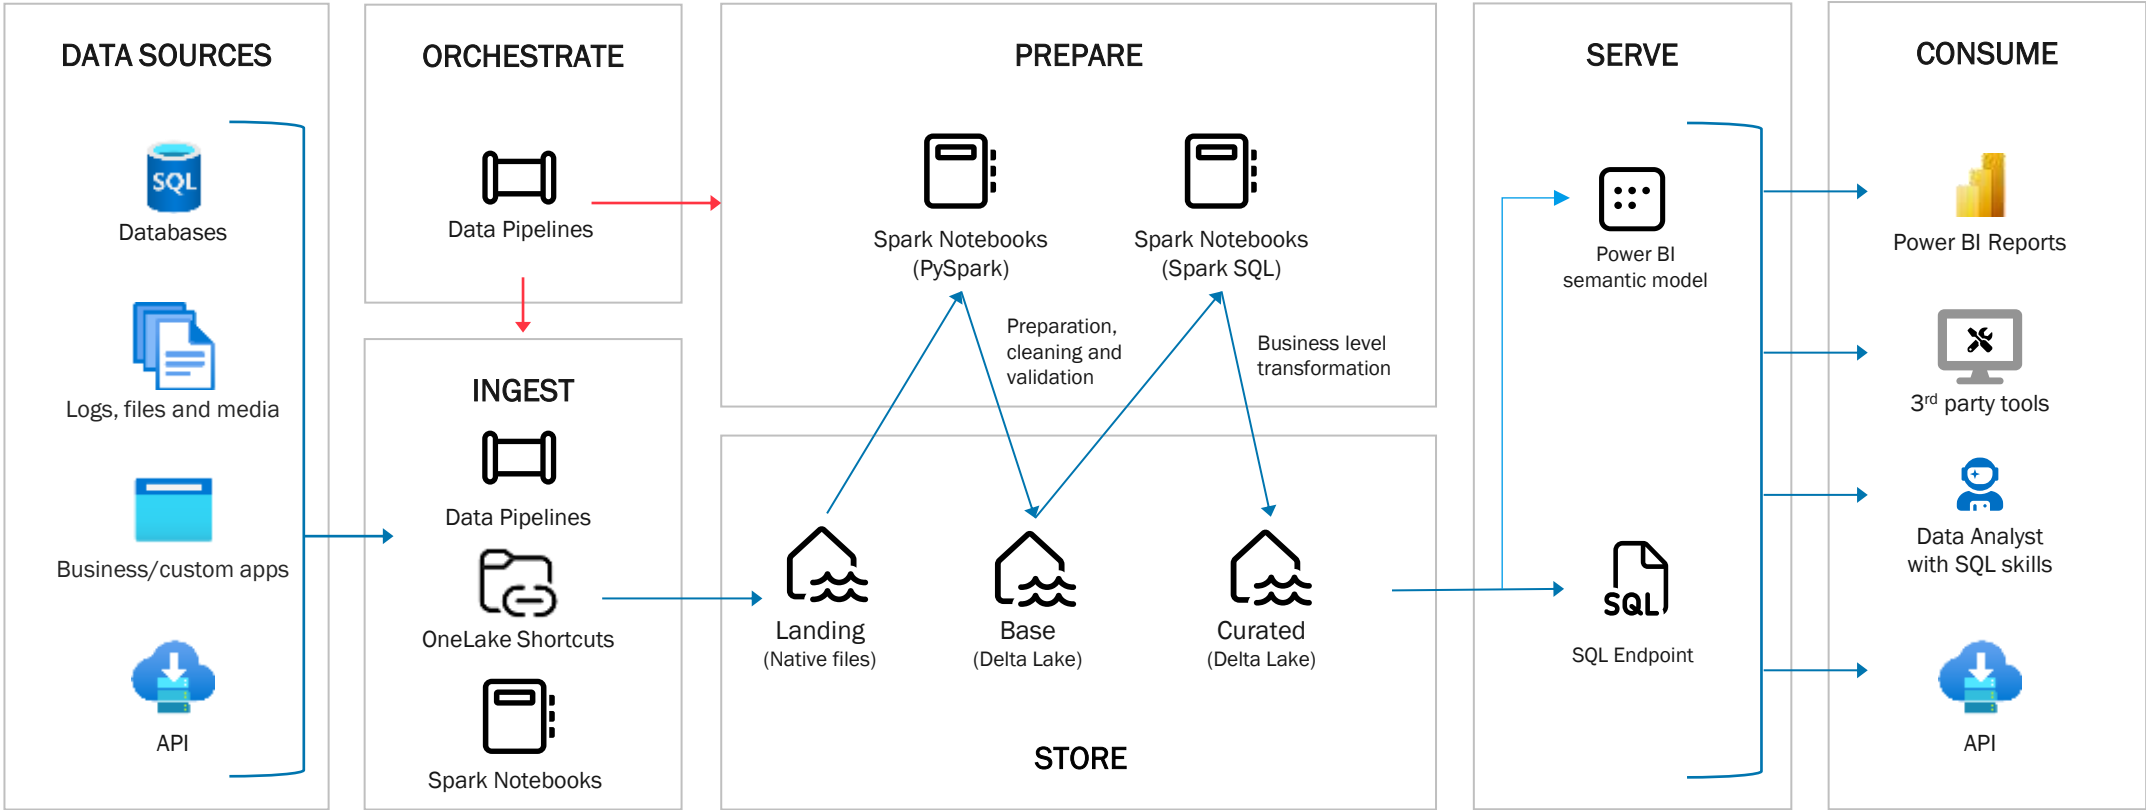 DATA SOURCES
SQL
Databases
Logs, files and media
Business/custom apps
API
ORCHESTRATE
Data Pipelines
INGEST
Data Pipelines
OneLake Shortcuts
Spark Notebooks
PREPARE
Spark Notebooks
(PySpark)
Spark Notebooks
(Spark SQL)
Preparation,
cleaning and
validation
Business level
transformation
Landing
(Native files)
Base
(Delta Lake)
Curated
(Delta Lake)
STORE
SERVE
Power BI
semantic model
SQL
SQL Endpoint
CONSUME
Power BI Reports
3rd party tools
Data Analyst
with SQL skills
API